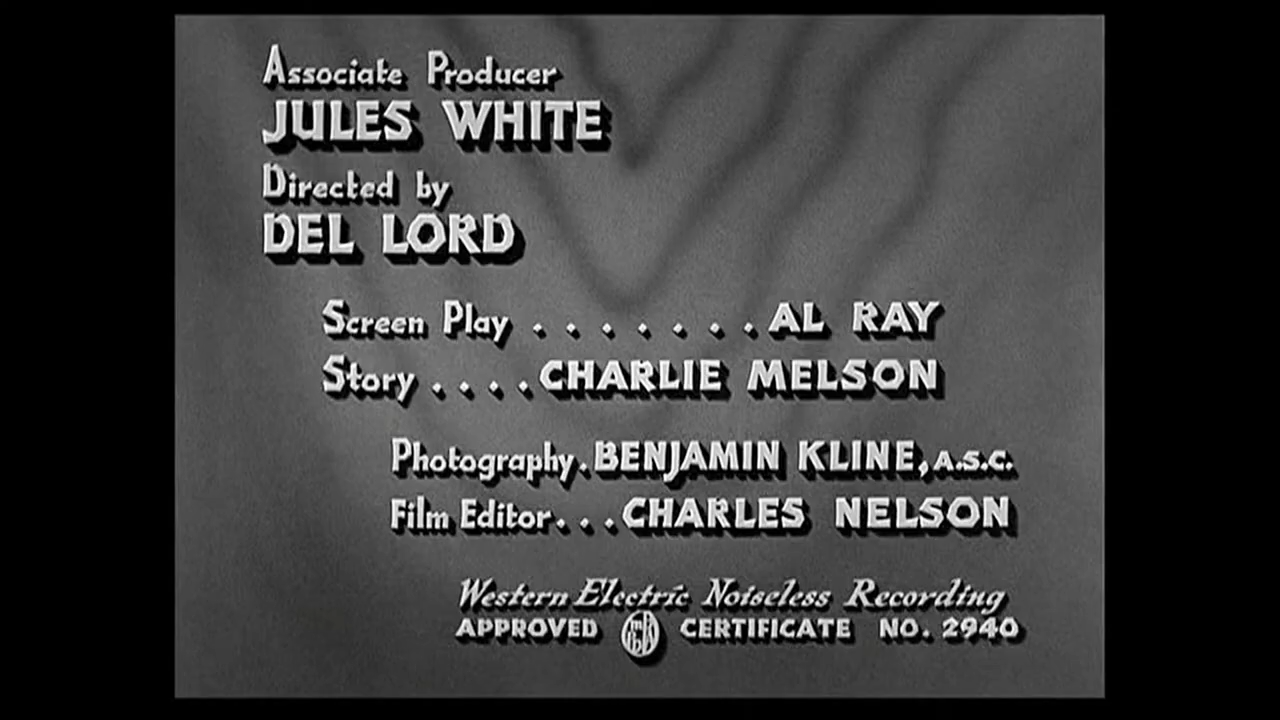 Associate Producer
JULES WHITE
Directed by
DEL LORD
Screen Play . . . . . . . AL RAY
Story . . . . CHARLIE MELSON
Photography . BENJAMIN KLINE, A.S.C.
Film Editor . . . CHARLES NELSON
Western Electric Noiseless Recording
APPROVED CERTIFICATE NO. 2940